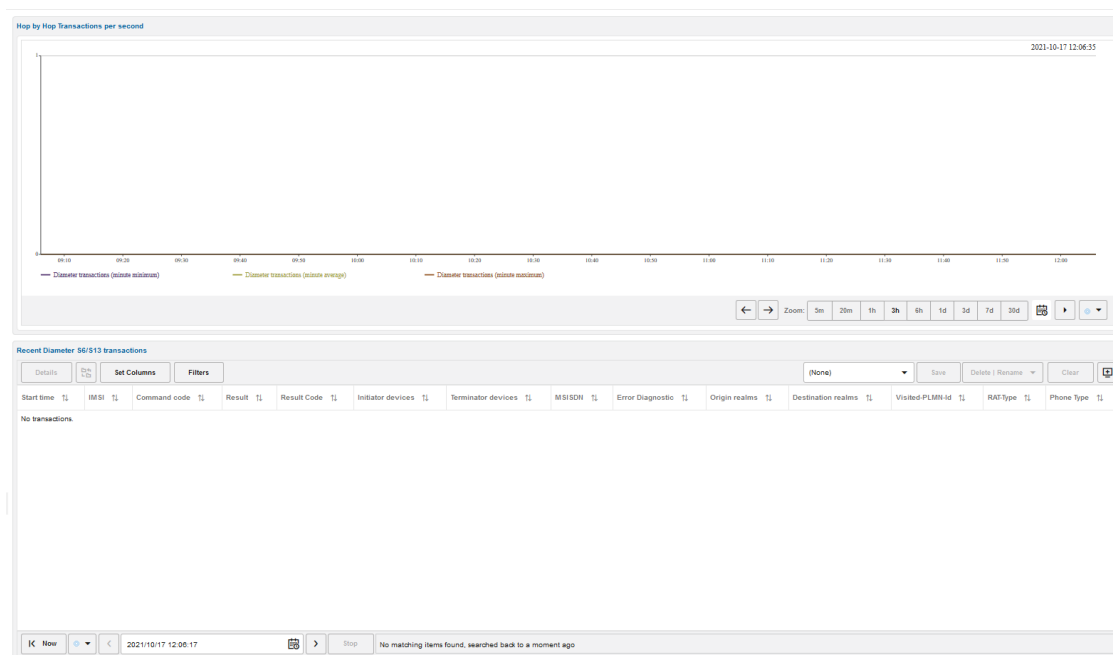 Hop by Hop Transactions per second
2021-10-17 12:06:35
1
0
09:10 09:20 09:30 09:40 09:50 10:00 10:10 10:20 10:30 10:40 10:50 11:00 11:10 11:20 11:30 11:40 11:50 12:00
Diameter transactions (minute minimum) Diameter transactions (minute average) Diameter transactions (minute maximum)
Zoom: 5m 20m 1h 3h 6h 1d 3d 7d 30d
Recent Diameter S6/S13 transactions
Details Set Columns Filters (None) Save Delete | Rename Clear
Start time IMSI Command code Result Result Code Initiator devices Terminator devices MSISDN Error Diagnostic Origin realms Destination realms Visited-PLMN-Id RAT-Type Phone Type
No transactions.
Now 2021/10/17 12:06:17 Stop No matching items found, searched back to a moment ago